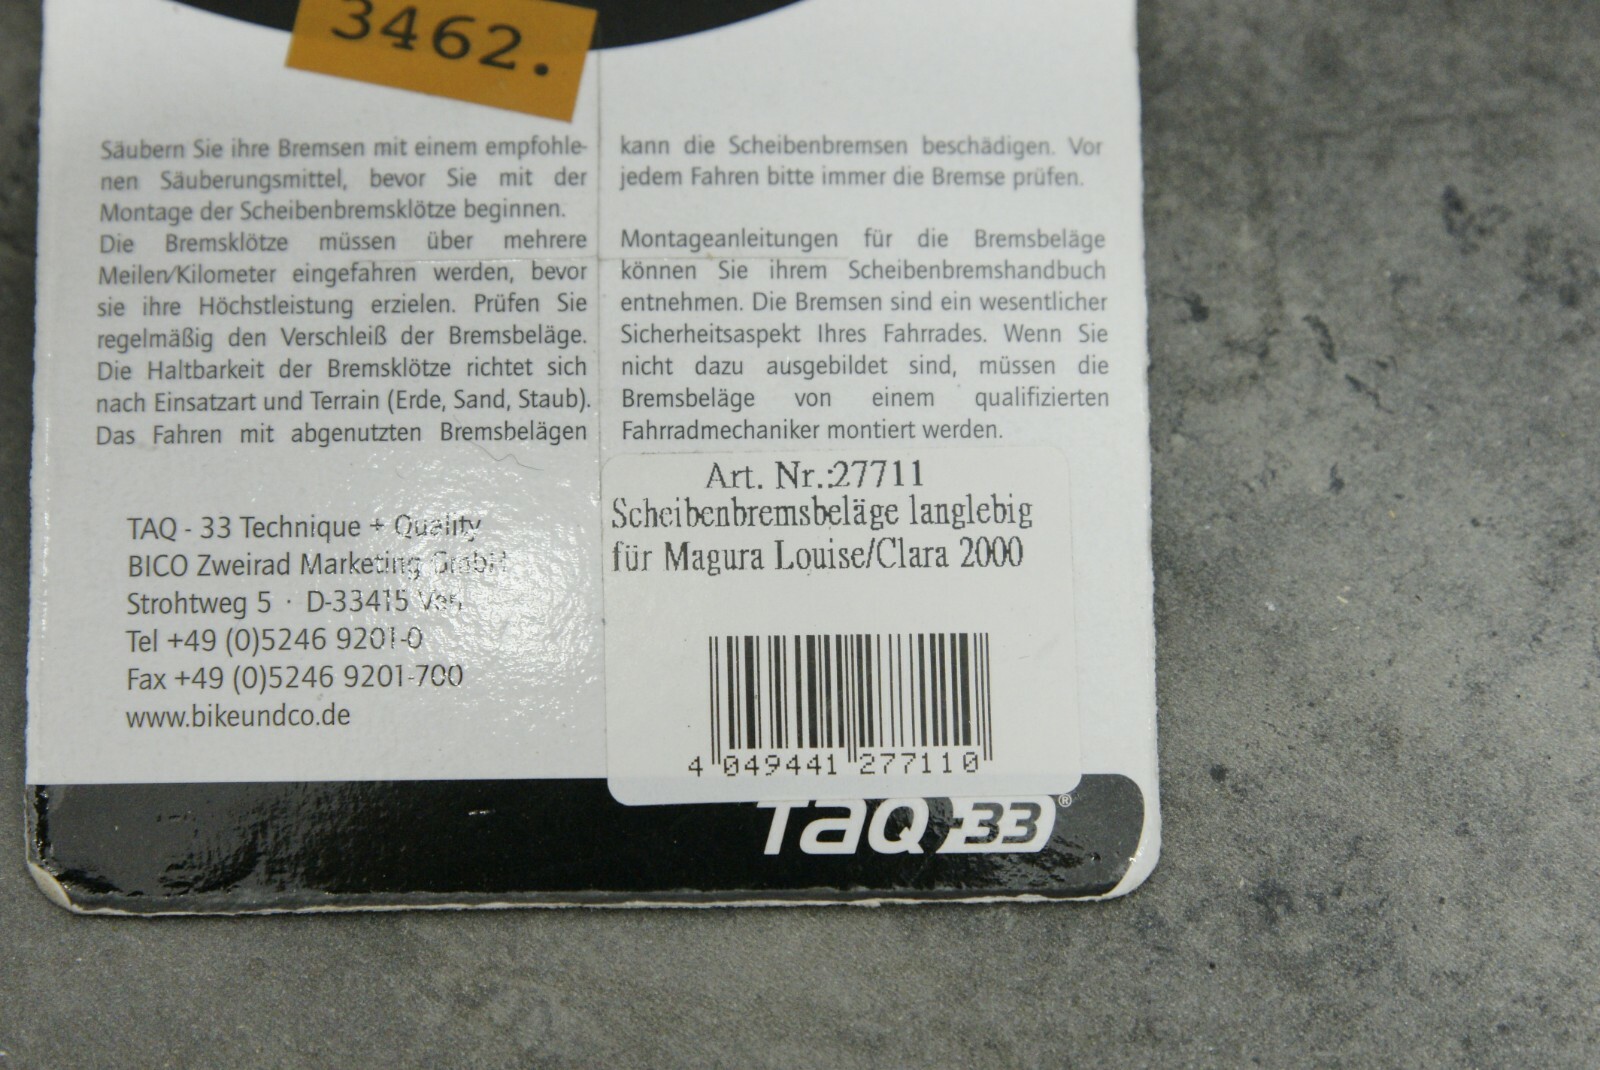 3462.
Säubern Sie ihre Bremsen mit einem empfohle-
nen Säuberungsmittel, bevor Sie mit der
Montage der Scheibenbremsklötze beginnen.
Die Bremsklötze müssen über mehrere
Meilen/Kilometer eingefahren werden, bevor
sie ihre Höchstleistung erzielen. Prüfen Sie
regelmäßig den Verschleiß der Bremsbeläge.
Die Haltbarkeit der Bremsklötze richtet sich
nach Einsatzart und Terrain (Erde, Sand, Staub).
Das Fahren mit abgenutzten Bremsbelägen
kann die Scheibenbremsen beschädigen. Vor
jedem Fahren bitte immer die Bremse prüfen.
Montageanleitungen für die Bremsbeläge
können Sie ihrem Scheibenbremshandbuch
entnehmen. Die Bremsen sind ein wesentlicher
Sicherheitsaspekt Ihres Fahrrades. Wenn Sie
nicht dazu ausgebildet sind, müssen die
Bremsbeläge von einem qualifizierten
Fahrradmechaniker montiert werden.
TAQ - 33 Technique + Quality
BICO Zweirad Marketing GmbH
Strohtweg 5 · D-33415
Tel +49 (0)5246 9201-0
Fax +49 (0)5246 9201-700
www.bikeundco.de
Art. Nr.:27711
Scheibenbremsbeläge langlebig
für Magura Louise/Clara 2000
4 049441 277110
TAQ-33®